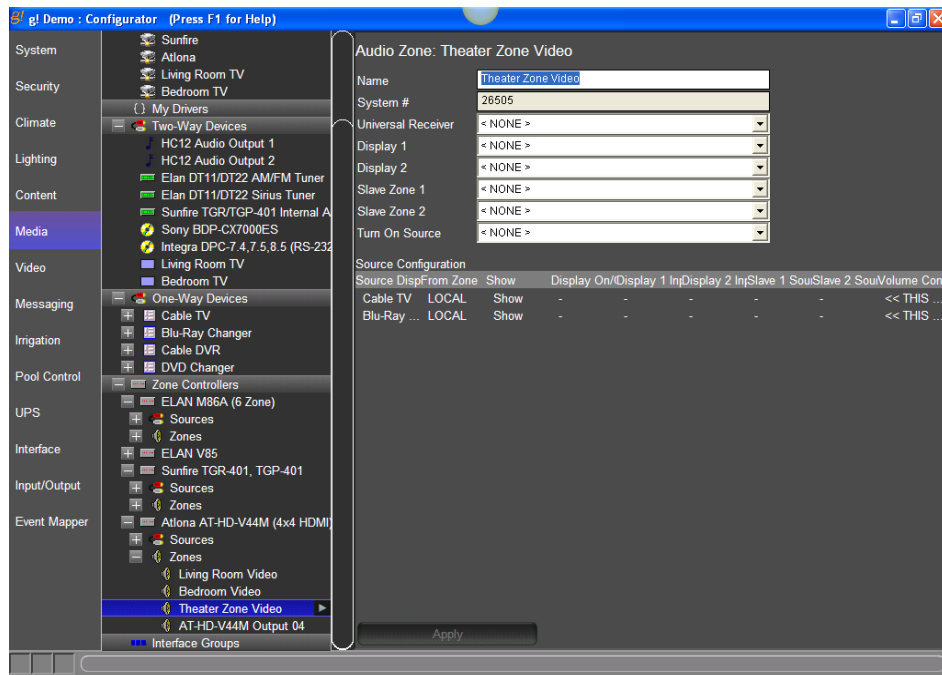 g! g! Demo : Configurator (Press F1 for Help)
System
Security
Climate
Lighting
Content
Media
Video
Messaging
Irrigation
Pool Control
UPS
Interface
Input/Output
Event Mapper
Sunfire
Atlona
Living Room TV
Bedroom TV
{} My Drivers
Two-Way Devices
HC12 Audio Output 1
HC12 Audio Output 2
Elan DT11/DT22 AM/FM Tuner
Elan DT11/DT22 Sirius Tuner
Sunfire TGR/TGP-401 Internal A
Sony BDP-CX7000ES
Integra DPC-7.4,7.5,8.5 (RS-232
Living Room TV
Bedroom TV
One-Way Devices
Cable TV
Blu-Ray Changer
Cable DVR
DVD Changer
Zone Controllers
ELAN M86A (6 Zone)
Sources
Zones
ELAN V85
Sunfire TGR-401, TGP-401
Sources
Zones
Atlona AT-HD-V44M (4x4 HDMI)
Sources
Zones
Living Room Video
Bedroom Video
Theater Zone Video
AT-HD-V44M Output 04
Interface Groups
Audio Zone: Theater Zone Video
Name Theater Zone Video
System # 26505
Universal Receiver < NONE >
Display 1 < NONE >
Display 2 < NONE >
Slave Zone 1 < NONE >
Slave Zone 2 < NONE >
Turn On Source < NONE >
Source Configuration
Source Disp From Zone Show Display On/( Display 1 Inp Display 2 Inp Slave 1 Sou Slave 2 Sou Volume Con
Cable TV LOCAL Show - - - - - << THIS ...
Blu-Ray ... LOCAL Show - - - - - << THIS ...
Apply